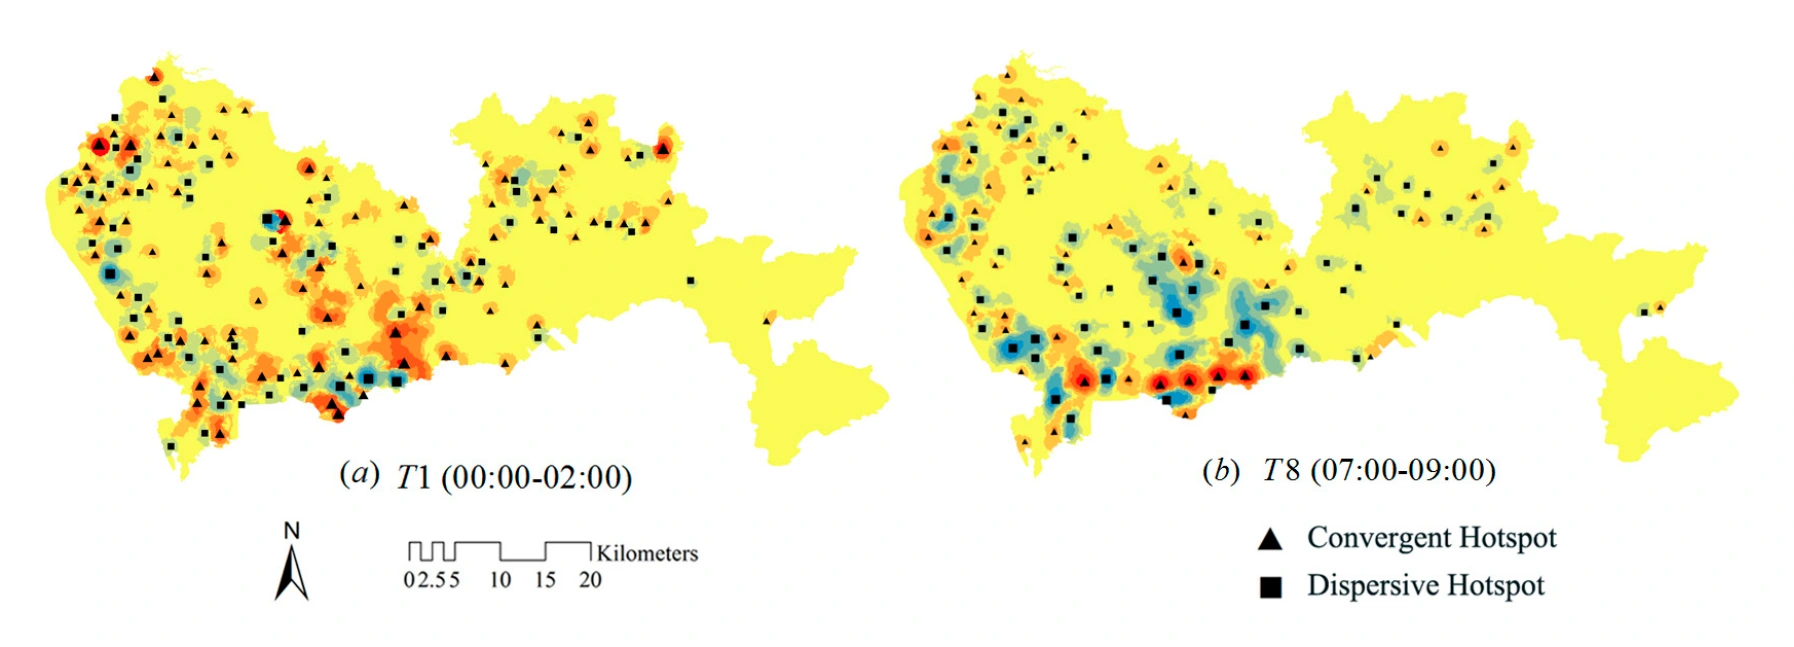 (a) T1 (00:00-02:00)
(b) T8 (07:00-09:00)
N
Kilometers
0 2.5 5 10 15 20
Convergent Hotspot
Dispersive Hotspot